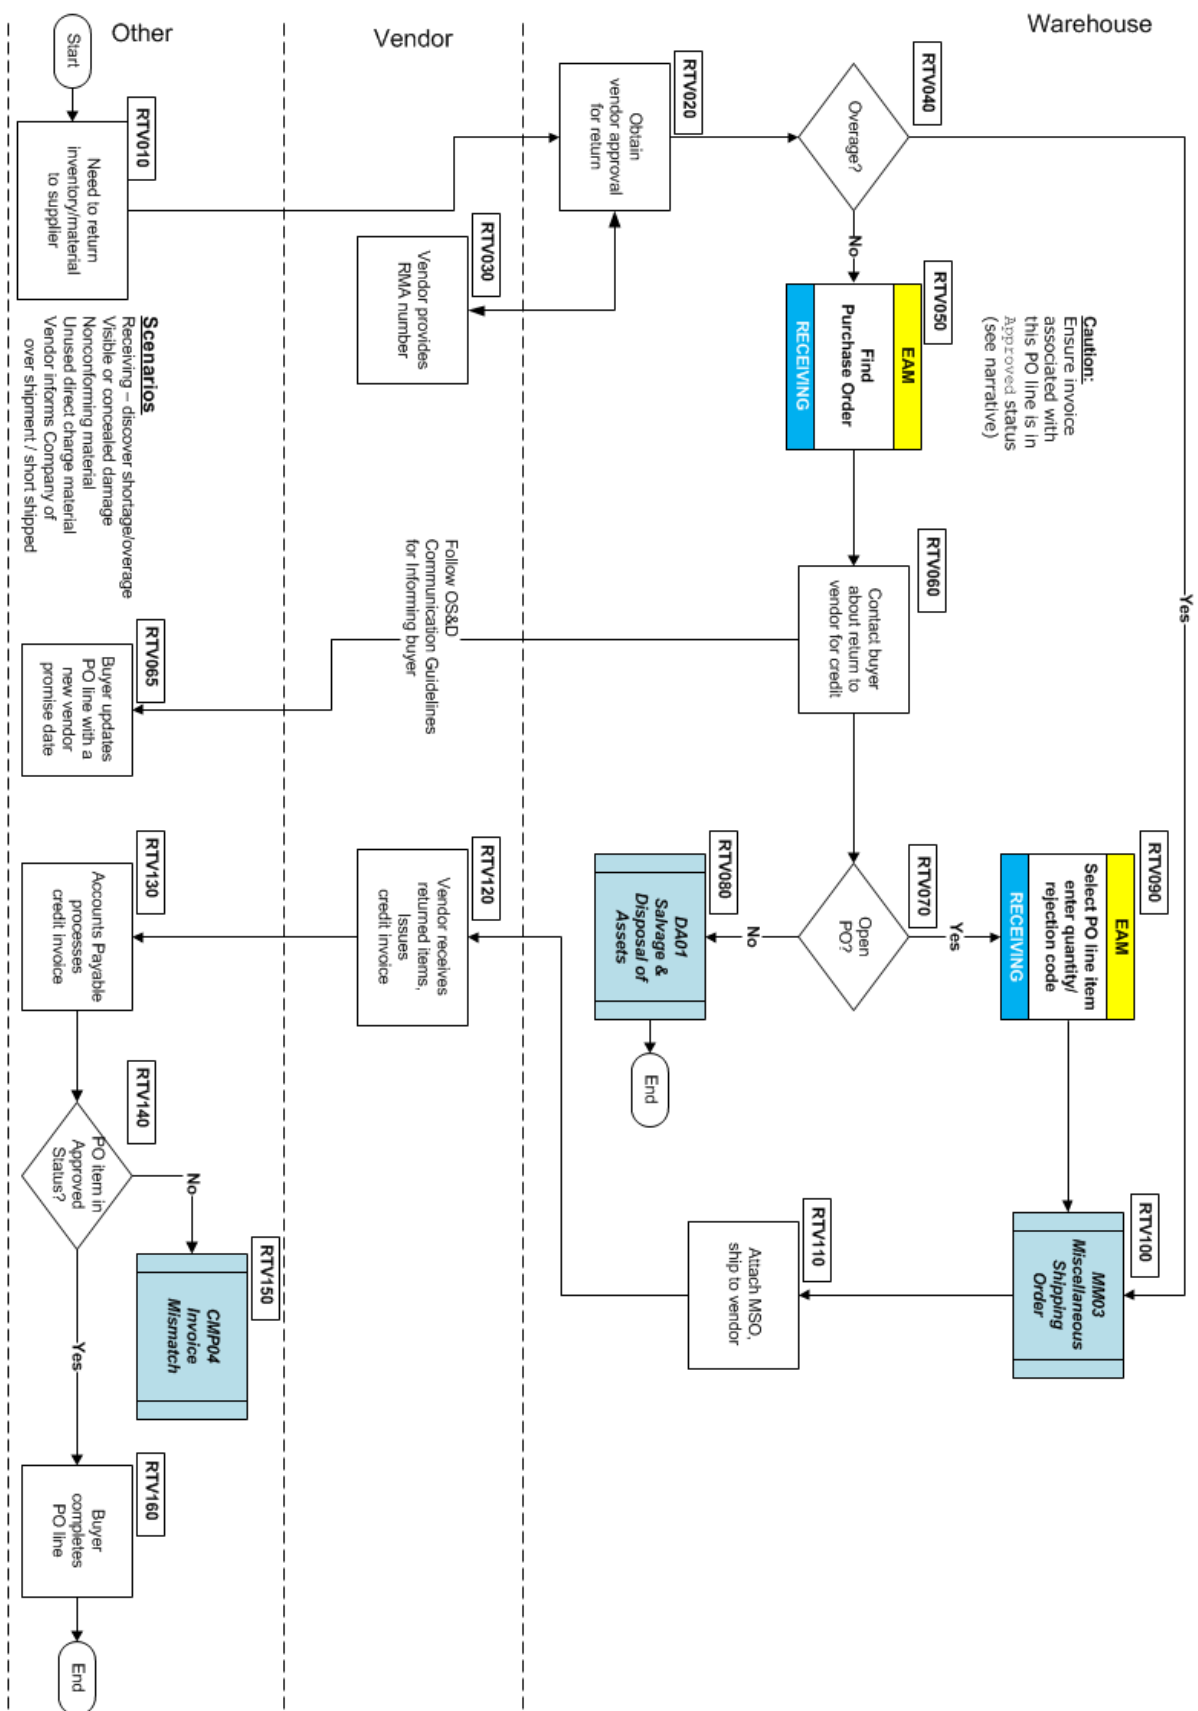 Warehouse
RTV040
Overage?
Yes
No
RTV020
Obtain
vendor approval
for return
RTV050
EAM
Find
Purchase Order
RECEIVING
Caution:
Ensure invoice
associated with
this PO line is in
Approved status
(see narrative)
RTV060
Contact buyer
about return to
vendor for credit
RTV070
Open
PO?
Yes
No
RTV080
DA01
Salvage &
Disposal of
Assets
End
RTV090
EAM
Select PO line item
enter quantity/
rejection code
RECEIVING
RTV100
MM03
Miscellaneous
Shipping
Order
RTV110
Attach MSO,
ship to vendor
Vendor
RTV030
Vendor provides
RMA number
Follow OS&D
Communication Guidelines
for Informing buyer
RTV120
Vendor receives
returned items,
Issues
credit invoice
Other
Start
RTV010
Need to return
inventory/material
to supplier
Scenarios
Receiving – discover shortage/overage
Visible or concealed damage
Nonconforming material
Unused direct charge material
Vendor informs Company of
over shipment / short shipped
RTV065
Buyer updates
PO line with a
new vendor
promise date
RTV130
Accounts Payable
processes
credit invoice
RTV140
PO item in
Approved
Status?
No
Yes
RTV150
CMP04
Invoice
Mismatch
RTV160
Buyer
completes
PO line
End